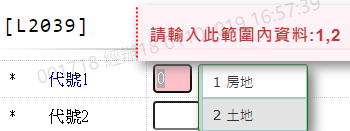 [L2039]
請輸入此範圍內資料:1,2
* 代號1 0 1 房地
* 代號2 2 土地